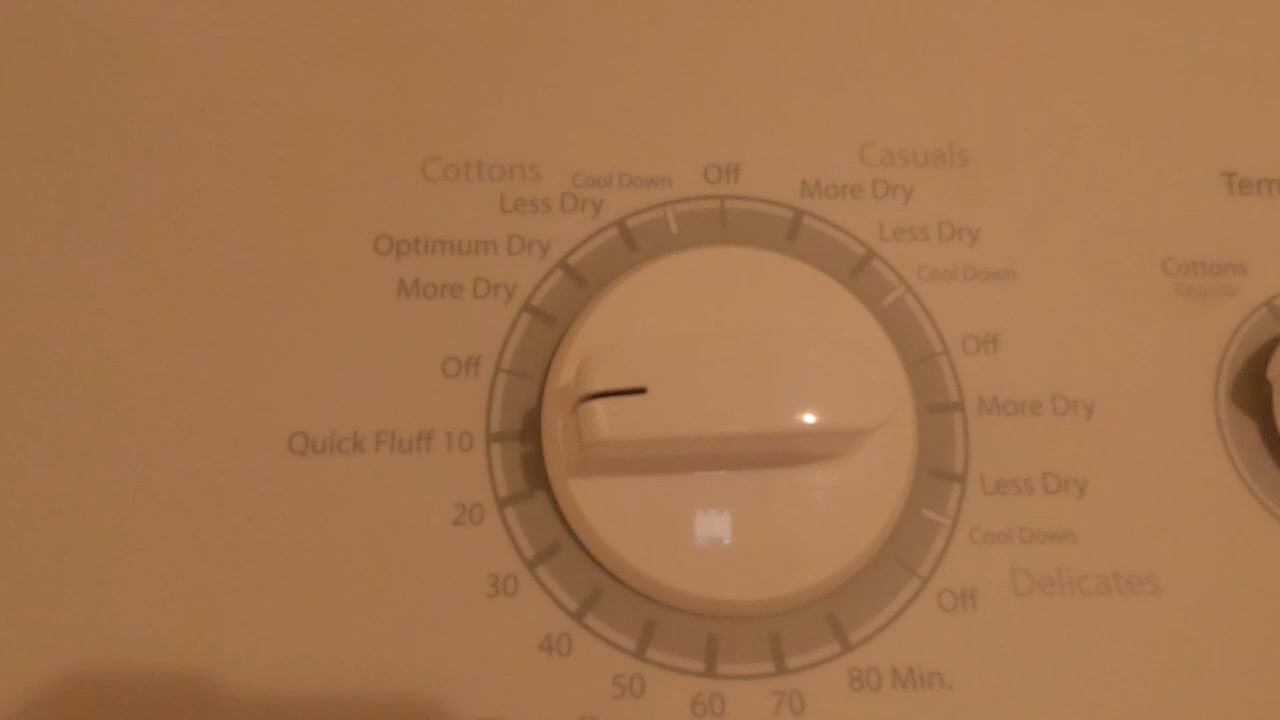 Cottons
Cool Down
Off
Casuals
Less Dry
More Dry
Optimum Dry
Less Dry
More Dry
Cool Down
Off
Off
Quick Fluff 10
More Dry
20
Less Dry
30
Cool Down
40
Off
Delicates
50
60
70
80 Min.
Tem
Cottons
Regular